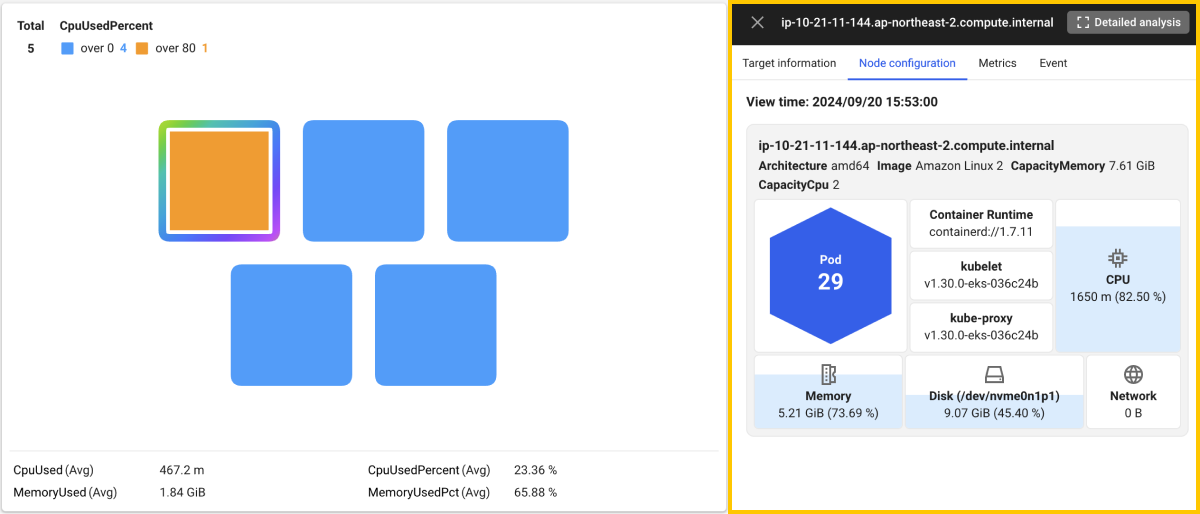 Total CpuUsedPercent
5 over 0 4 over 80 1
CpuUsed (Avg) 467.2 m CpuUsedPercent (Avg) 23.36 %
MemoryUsed (Avg) 1.84 GiB MemoryUsedPct (Avg) 65.88 %
ip-10-21-11-144.ap-northeast-2.compute.internal Detailed analysis
Target information Node configuration Metrics Event
View time: 2024/09/20 15:53:00
ip-10-21-11-144.ap-northeast-2.compute.internal
Architecture amd64 Image Amazon Linux 2 CapacityMemory 7.61 GiB
CapacityCpu 2
Pod
29
Container Runtime
containerd://1.7.11
kubelet
v1.30.0-eks-036c24b
kube-proxy
v1.30.0-eks-036c24b
CPU
1650 m (82.50 %)
Memory
5.21 GiB (73.69 %)
Disk (/dev/nvme0n1p1)
9.07 GiB (45.40 %)
Network
0 B